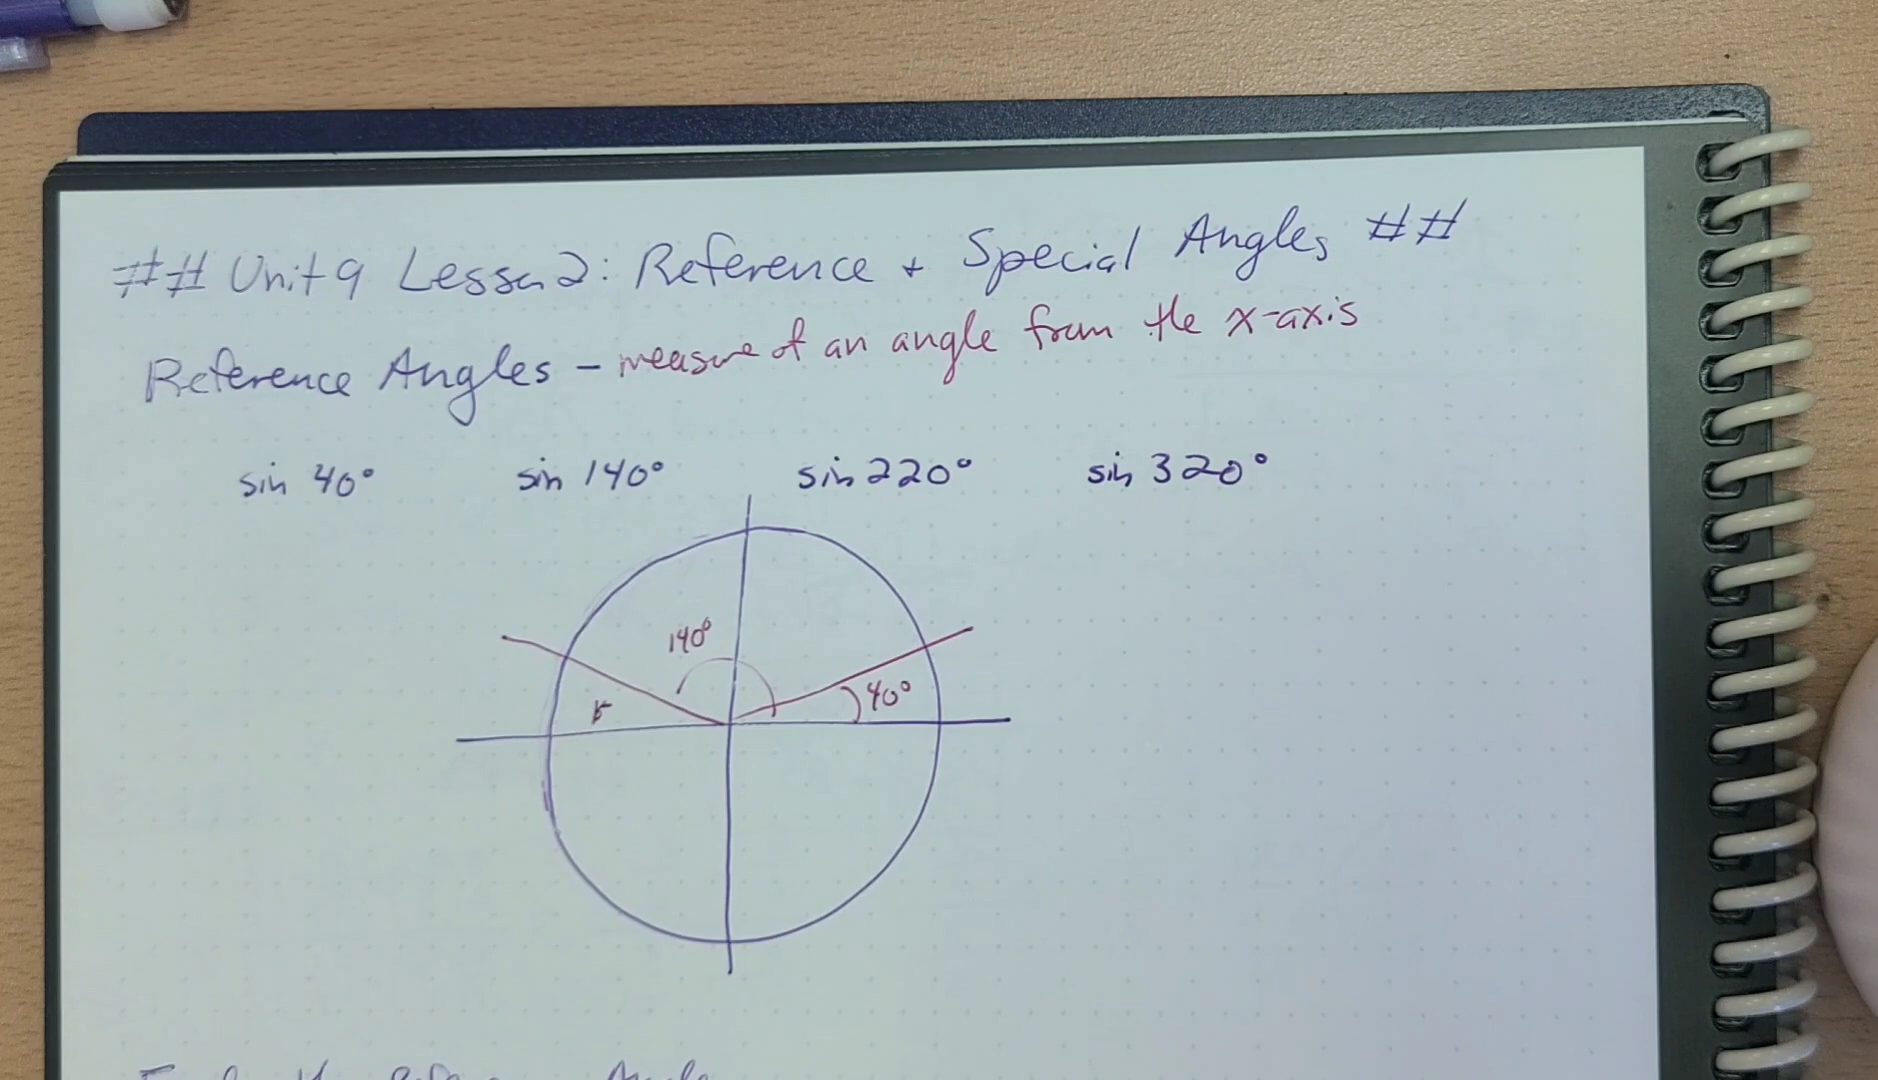 ## Unit 9 Lesson 2: Reference + Special Angles ##
Reference Angles - measure of an angle from the x-axis
sin 40° sin 140° sin 220° sin 320°
140°
40°